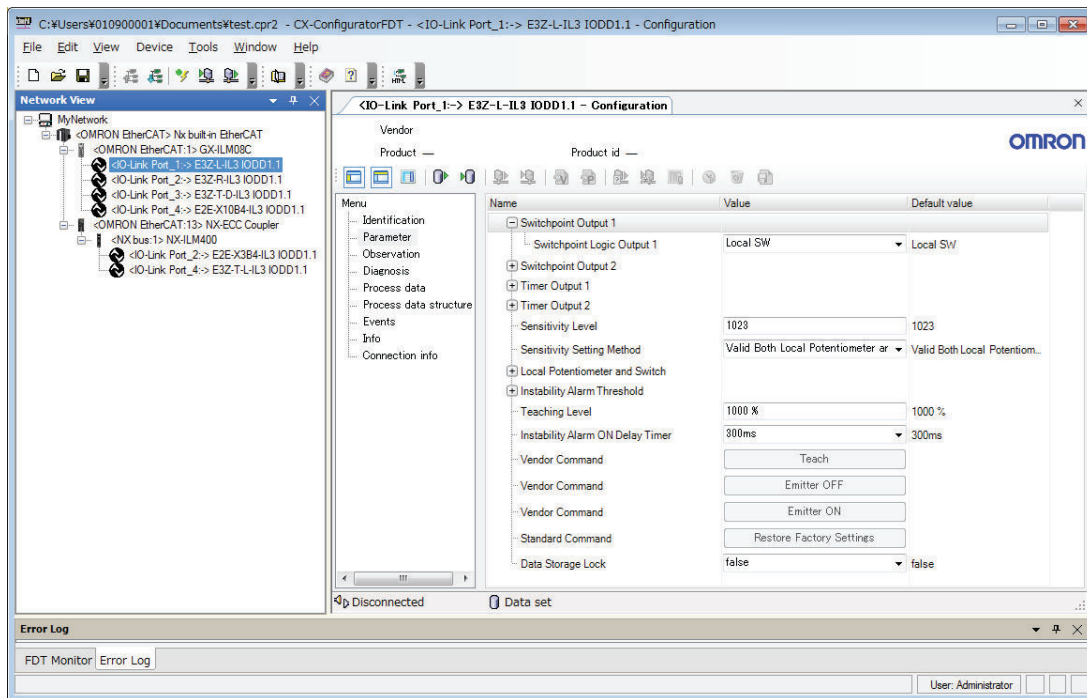 C:¥Users¥010900001¥Documents¥test.cpr2 - CX-ConfiguratorFDT - <IO-Link Port_1:-> E3Z-L-IL3 IODD1.1 - Configuration
File Edit View Device Tools Window Help
Network View
MyNetwork
<OMRON EtherCAT> Nx built-in EtherCAT
<OMRON EtherCAT:1> GX-ILM08C
<IO-Link Port_1:-> E3Z-L-IL3 IODD1.1
<IO-Link Port_2:-> E3Z-R-IL3 IODD1.1
<IO-Link Port_3:-> E3Z-T-D-IL3 IODD1.1
<IO-Link Port_4:-> E2E-X10B4-IL3 IODD1.1
<OMRON EtherCAT:13> NX-ECC Coupler
<NX bus:1> NX-ILM400
<IO-Link Port_2:-> E2E-X3B4-IL3 IODD1.1
<IO-Link Port_4:-> E3Z-T-L-IL3 IODD1.1
<IO-Link Port_1:-> E3Z-L-IL3 IODD1.1 - Configuration
Vendor
Product — Product id —
OMRON
Menu
Identification
Parameter
Observation
Diagnosis
Process data
Process data structure
Events
Info
Connection info
Name Value Default value
Switchpoint Output 1
Switchpoint Logic Output 1 Local SW Local SW
Switchpoint Output 2
Timer Output 1
Timer Output 2
Sensitivity Level 1023 1023
Sensitivity Setting Method Valid Both Local Potentiometer ar Valid Both Local Potentiom...
Local Potentiometer and Switch
Instability Alarm Threshold
Teaching Level 1000 % 1000 %
Instability Alarm ON Delay Timer 300ms 300ms
Vendor Command Teach
Vendor Command Emitter OFF
Vendor Command Emitter ON
Standard Command Restore Factory Settings
Data Storage Lock false false
Disconnected Data set
Error Log
FDT Monitor Error Log
User: Administrator